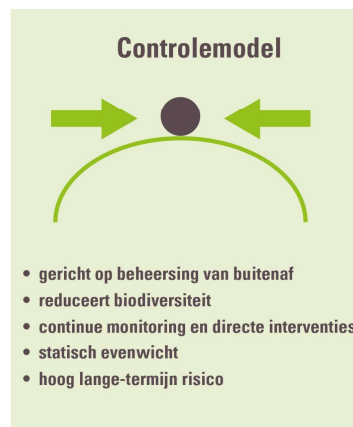 Controlemodel
• gericht op beheersing van buitenaf
• reduceert biodiversiteit
• continue monitoring en directe interventies
• statisch evenwicht
• hoog lange-termijn risico